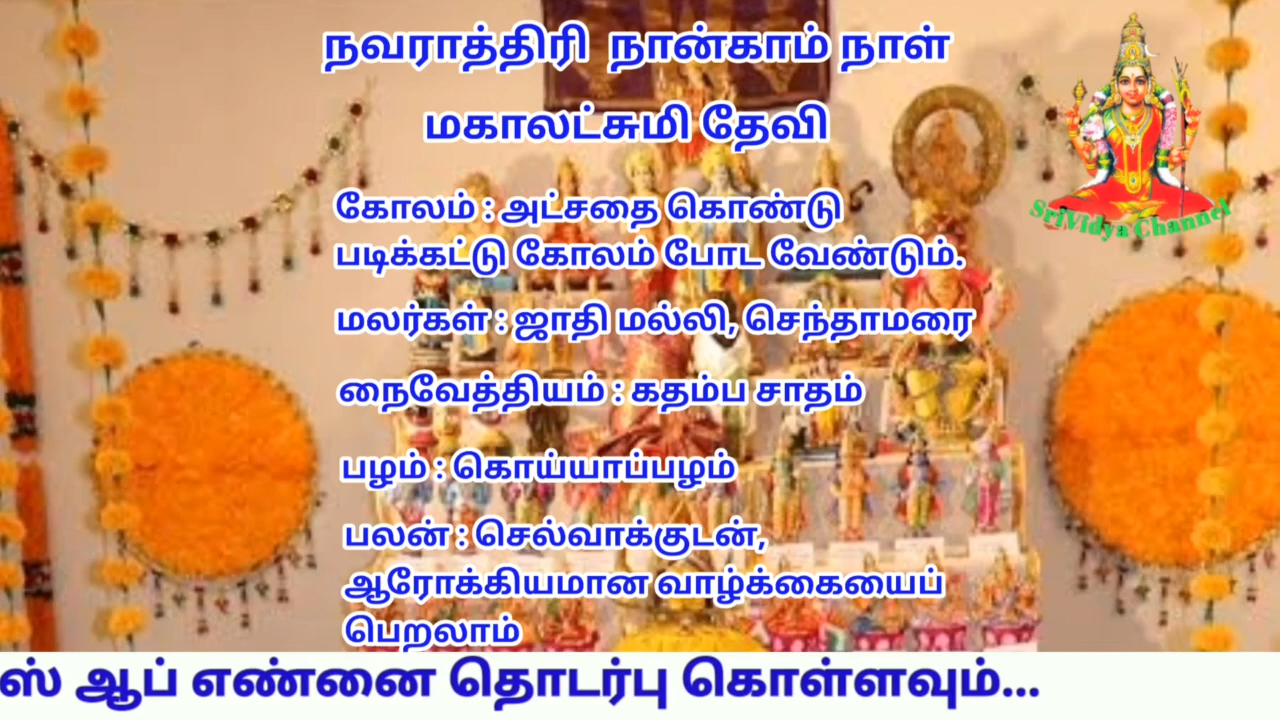 நவராத்திரி நான்காம் நாள்
மகாலட்சுமி தேவி
கோலம் : அட்சதை கொண்டு
படிக்கட்டு கோலம் போட வேண்டும்.
மலர்கள் : ஜாதி மல்லி, செந்தாமரை
நைவேத்தியம் : கதம்ப சாதம்
பழம் : கொய்யாப்பழம்
பலன் : செல்வாக்குடன்,
ஆரோக்கியமான வாழ்க்கையைப்
பெறலாம்
SriVidya Channel
ஸ் ஆப் எண்னை தொடர்பு கொள்ளவும்...